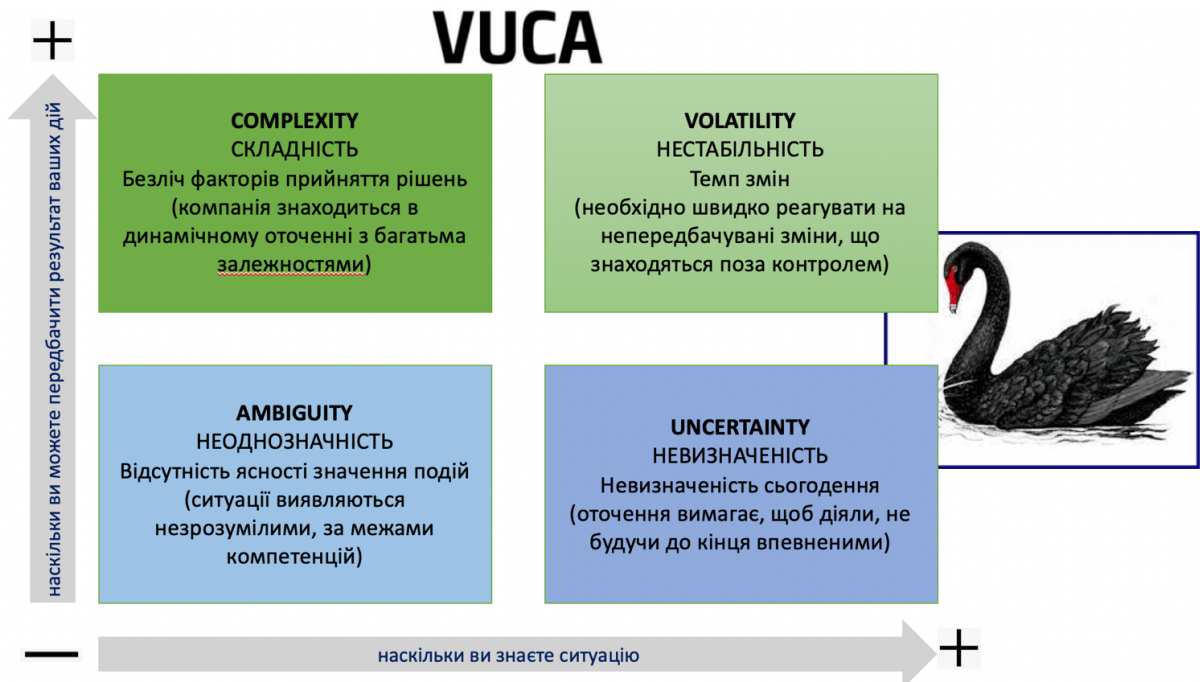 VUCA
COMPLEXITY
СКЛАДНІСТЬ
Безліч факторів прийняття рішень
(компанія знаходиться в
динамічному оточенні з багатьма
залежностями)
VOLATILITY
НЕСТАБІЛЬНІСТЬ
Темп змін
(необхідно швидко реагувати на
непередбачувані зміни, що
знаходяться поза контролем)
AMBIGUITY
НЕОДНОЗНАЧНІСТЬ
Відсутність ясності значення подій
(ситуації виявляються
незрозумілими, за межами
компетенцій)
UNCERTAINTY
НЕВИЗНАЧЕНІСТЬ
Невизначеність сьогодення
(оточення вимагає, щоб діяли, не
будучи до кінця впевненими)
наскільки ви можете передбачити результат ваших дій
наскільки ви знаєте ситуацію